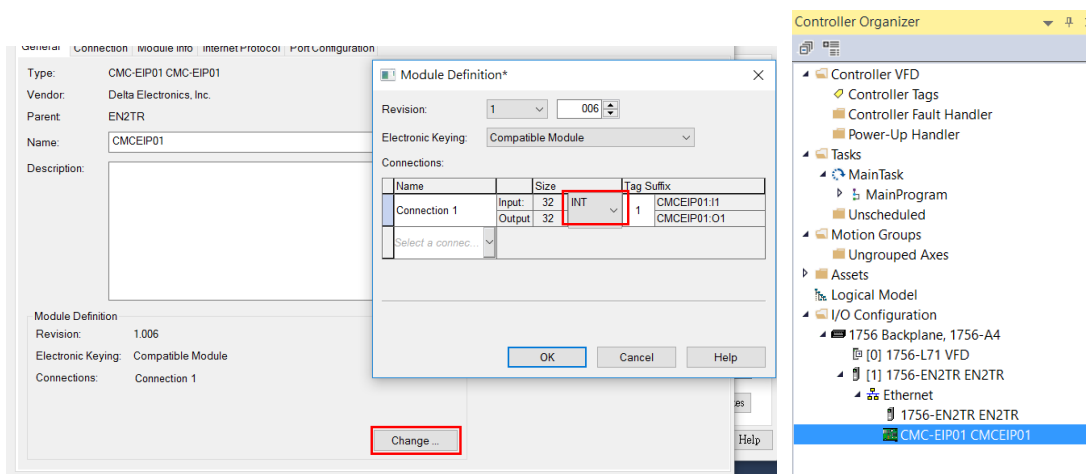 General Connection Module Info Internet Protocol Port Configuration
Type: CMC-EIP01 CMC-EIP01
Vendor: Delta Electronics, Inc.
Parent: EN2TR
Name: CMCEIP01
Description:
Module Definition
Revision: 1.006
Electronic Keying: Compatible Module
Connections: Connection 1
Change ...
Help
Module Definition*
Revision: 1 006
Electronic Keying: Compatible Module
Connections:
Name Size Tag Suffix
Connection 1 Input: 32 INT 1 CMCEIP01:I1
Output 32 CMCEIP01:O1
Select a connec...
OK Cancel Help
Controller Organizer
Controller VFD
Controller Tags
Controller Fault Handler
Power-Up Handler
Tasks
MainTask
MainProgram
Unscheduled
Motion Groups
Ungrouped Axes
Assets
Logical Model
I/O Configuration
1756 Backplane, 1756-A4
[0] 1756-L71 VFD
[1] 1756-EN2TR EN2TR
Ethernet
1756-EN2TR EN2TR
CMC-EIP01 CMCEIP01